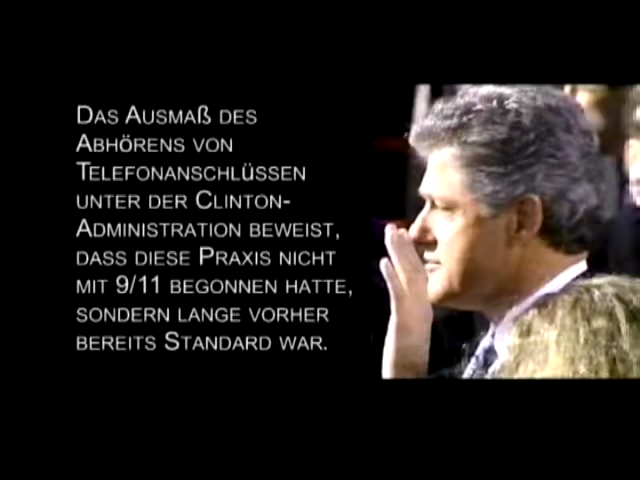 Das Ausmaß des
Abhörens von
Telefonanschlüssen
unter der Clinton-
Administration beweist,
dass diese Praxis nicht
mit 9/11 begonnen hatte,
sondern lange vorher
bereits Standard war.